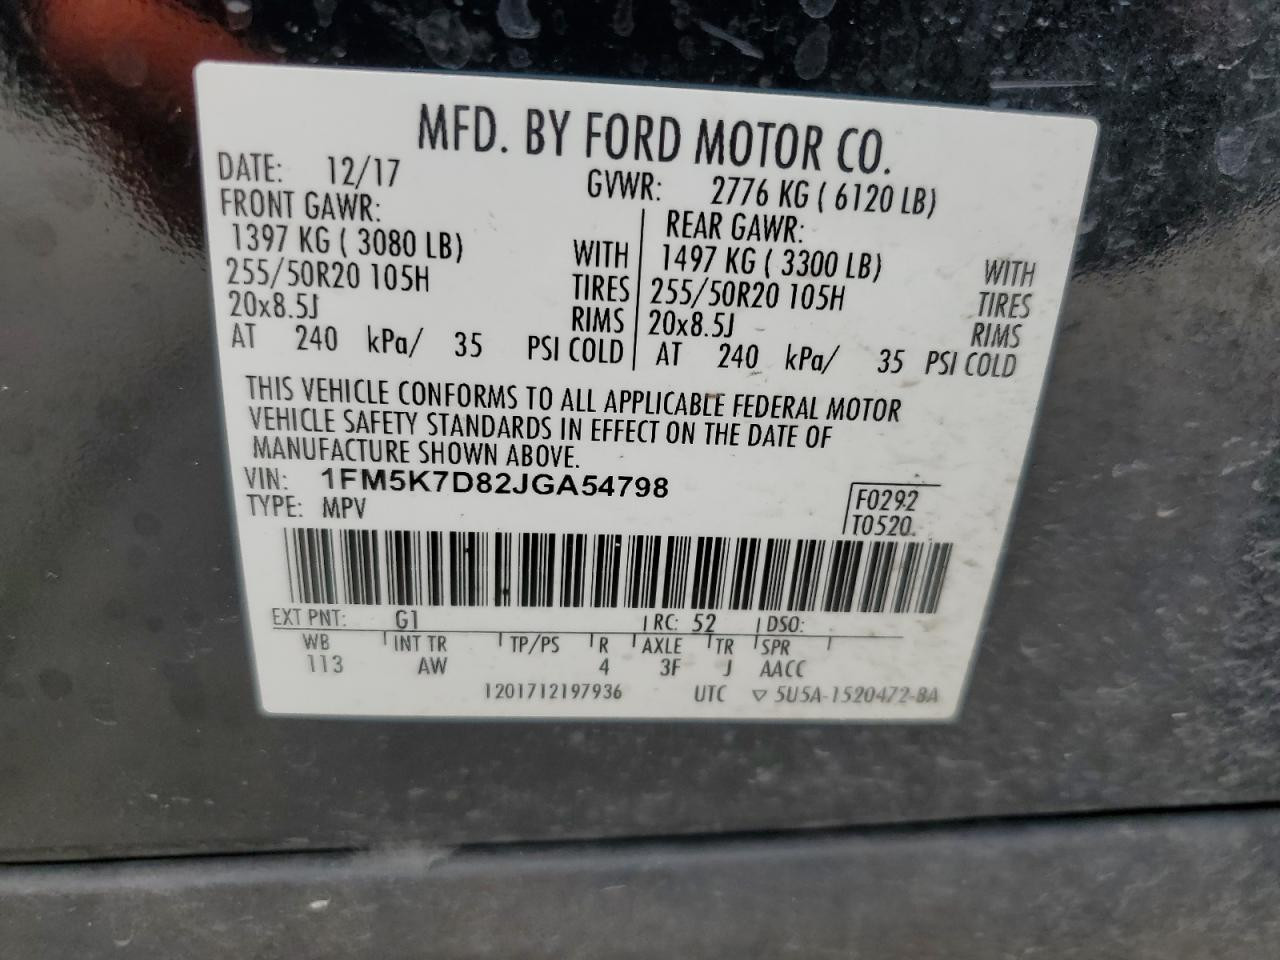 MFD. BY FORD MOTOR CO.
DATE: 12/17 GVWR: 2776 KG ( 6120 LB)
FRONT GAWR: REAR GAWR:
1397 KG ( 3080 LB) WITH 1497 KG ( 3300 LB) WITH
255/50R20 105H TIRES 255/50R20 105H TIRES
20x8.5J RIMS 20x8.5J RIMS
AT 240 kPa/ 35 PSI COLD AT 240 kPa/ 35 PSI COLD
THIS VEHICLE CONFORMS TO ALL APPLICABLE FEDERAL MOTOR
VEHICLE SAFETY STANDARDS IN EFFECT ON THE DATE OF
MANUFACTURE SHOWN ABOVE.
VIN: 1FM5K7D82JGA54798
TYPE: MPV
F0292
T0520
EXT PNT: G1 RC: 52 DSO:
WB INT TR TP/PS R AXLE TR SPR
113 AW 4 3F J AACC
1201712197936 UTC ▽ 5U5A-1520472-BA